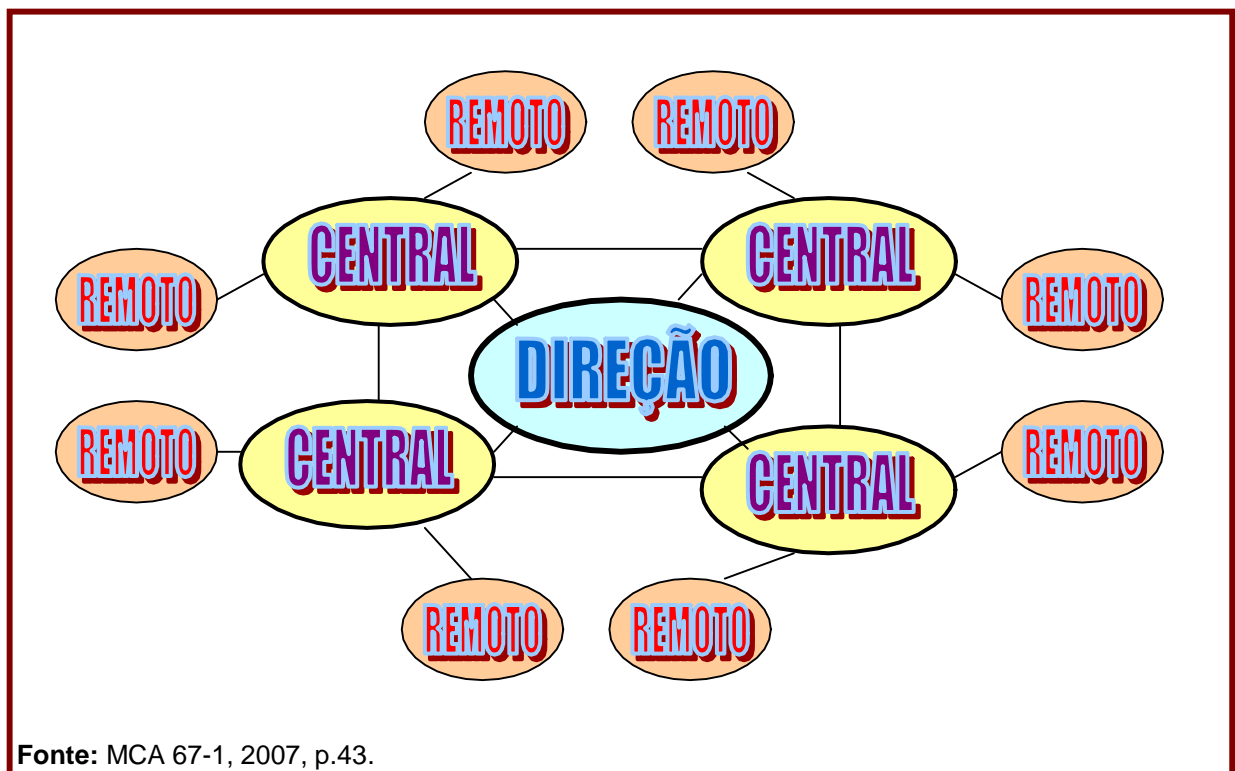 REMOTO
REMOTO
CENTRAL
CENTRAL
REMOTO
REMOTO
DIREÇÃO
REMOTO
CENTRAL
CENTRAL
REMOTO
REMOTO
REMOTO
Fonte: MCA 67-1, 2007, p.43.